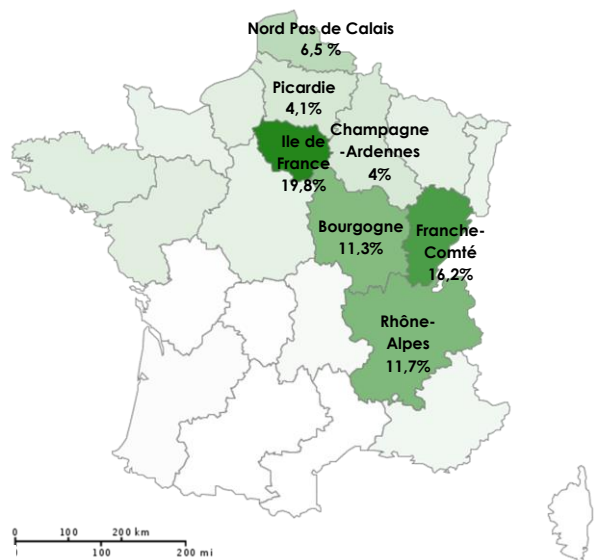 Nord Pas de Calais
6,5 %
Picardie
4,1%
Champagne
-Ardennes
4%
Ile de
France
19,8%
Bourgogne
11,3%
Franche-
Comté
16,2%
Rhône-
Alpes
11,7%
0 100 200 km
100 200 mi